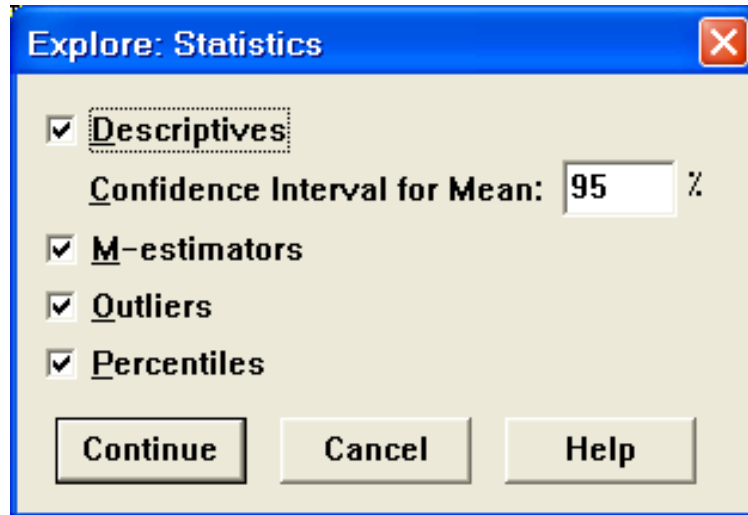 Explore: Statistics
Descriptives
Confidence Interval for Mean: 95 %
M-estimators
Outliers
Percentiles
Continue Cancel Help